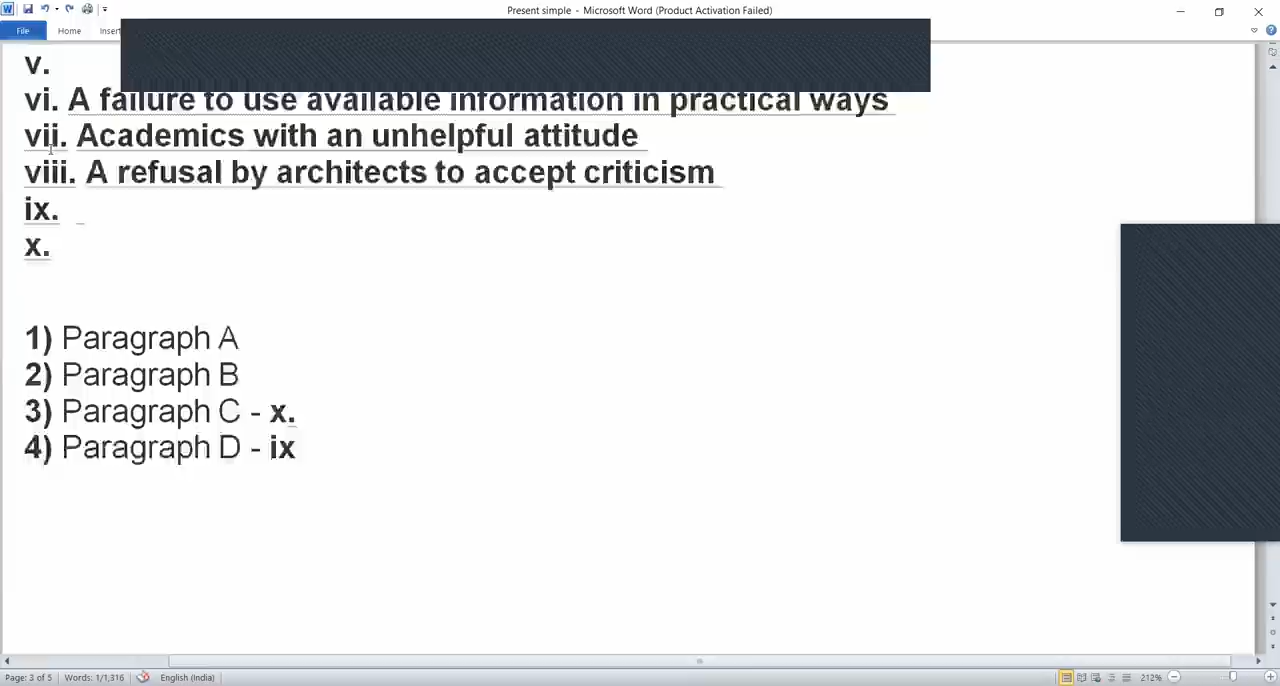 Present simple - Microsoft Word (Product Activation Failed)
File Home Insert
v.
vi. A failure to use available information in practical ways
vii. Academics with an unhelpful attitude
viii. A refusal by architects to accept criticism
ix.
x.
1) Paragraph A
2) Paragraph B
3) Paragraph C - x.
4) Paragraph D - ix
Page: 3 of 5 Words: 1/1,316 English (India) 212%